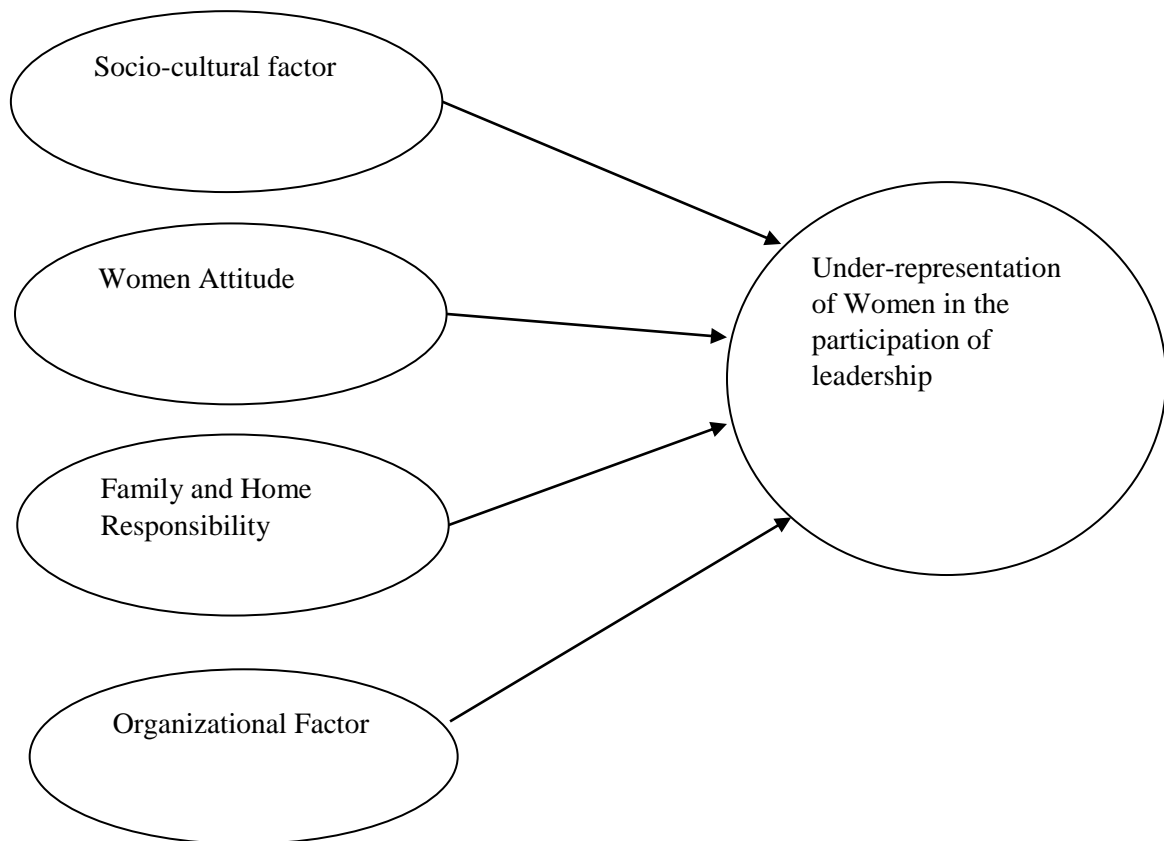 Socio-cultural factor
Women Attitude
Family and Home
Responsibility
Organizational Factor
Under-representation
of Women in the
participation of
leadership